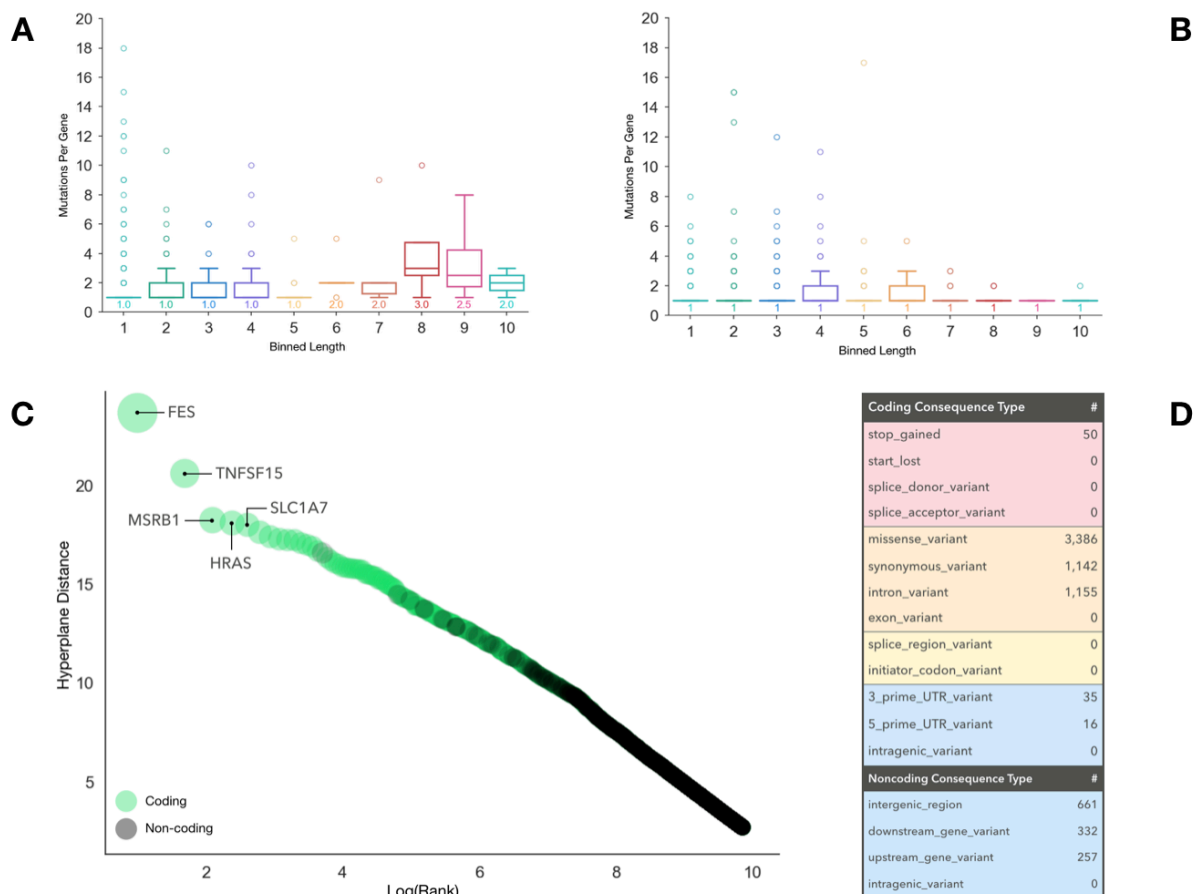 A
B
20
18
16
14
12
10
8
6
4
2
0
Mutations Per Gene
1.0 1.0 1.0 1.0 1.0 2.0 2.0 3.0 2.5 2.0
1 2 3 4 5 6 7 8 9 10
Binned Length
20
18
16
14
12
10
8
6
4
2
0
Mutations Per Gene
1 1 1 1 1 1 1 1 1 1
1 2 3 4 5 6 7 8 9 10
Binned Length
C
FES
TNFSF15
MSRB1
HRAS
SLC1A7
20
15
10
5
Hyperplane Distance
Coding
Non-coding
2 4 6 8 10
Log(Rank)
D
Coding Consequence Type #
stop_gained 50
start_lost 0
splice_donor_variant 0
splice_acceptor_variant 0
missense_variant 3,386
synonymous_variant 1,142
intron_variant 1,155
exon_variant 0
splice_region_variant 0
initiator_codon_variant 0
3_prime_UTR_variant 35
5_prime_UTR_variant 16
intragenic_variant 0
Noncoding Consequence Type #
intergenic_region 661
downstream_gene_variant 332
upstream_gene_variant 257
intragenic_variant 0